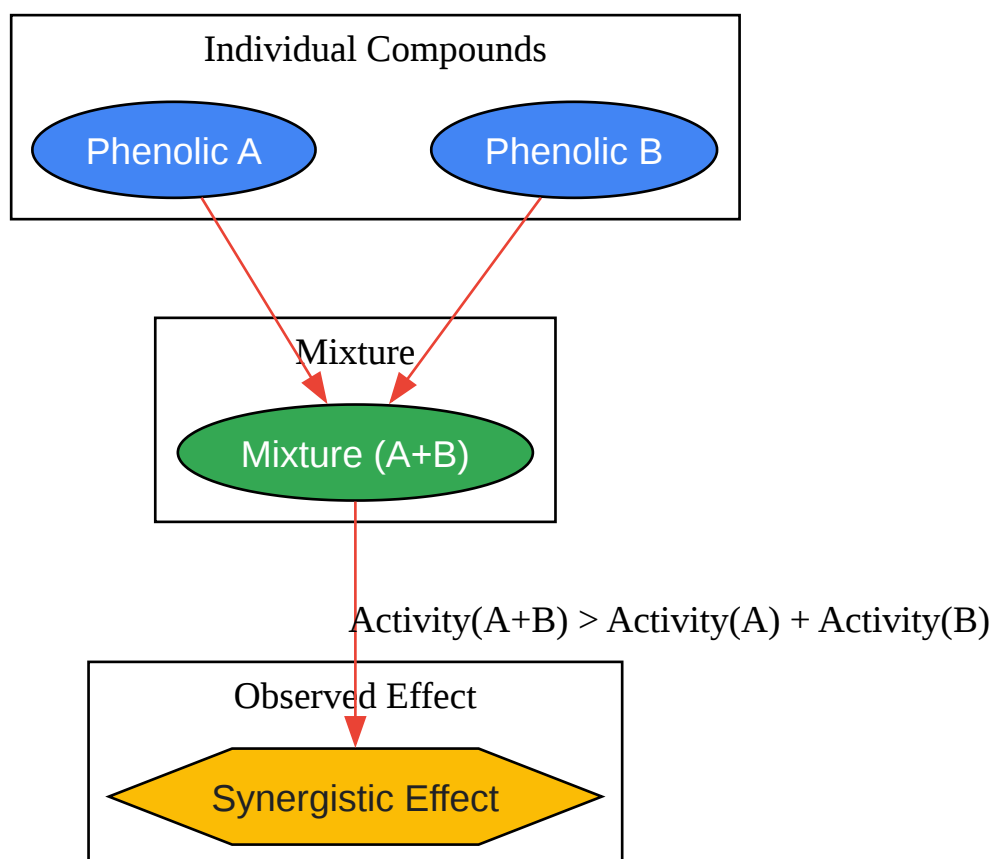 Individual Compounds
Phenolic A
Phenolic B
Mixture
Mixture (A+B)
Activity(A+B) > Activity(A) + Activity(B)
Observed Effect
Synergistic Effect